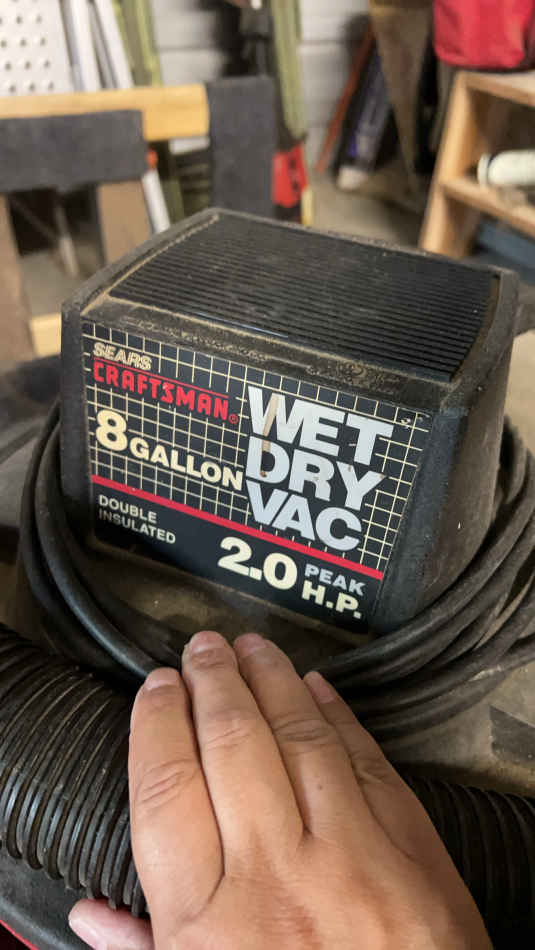 SEARS
CRAFTSMAN®
8 GALLON
WET
DRY
VAC
DOUBLE
INSULATED
2.0 PEAK
H.P.